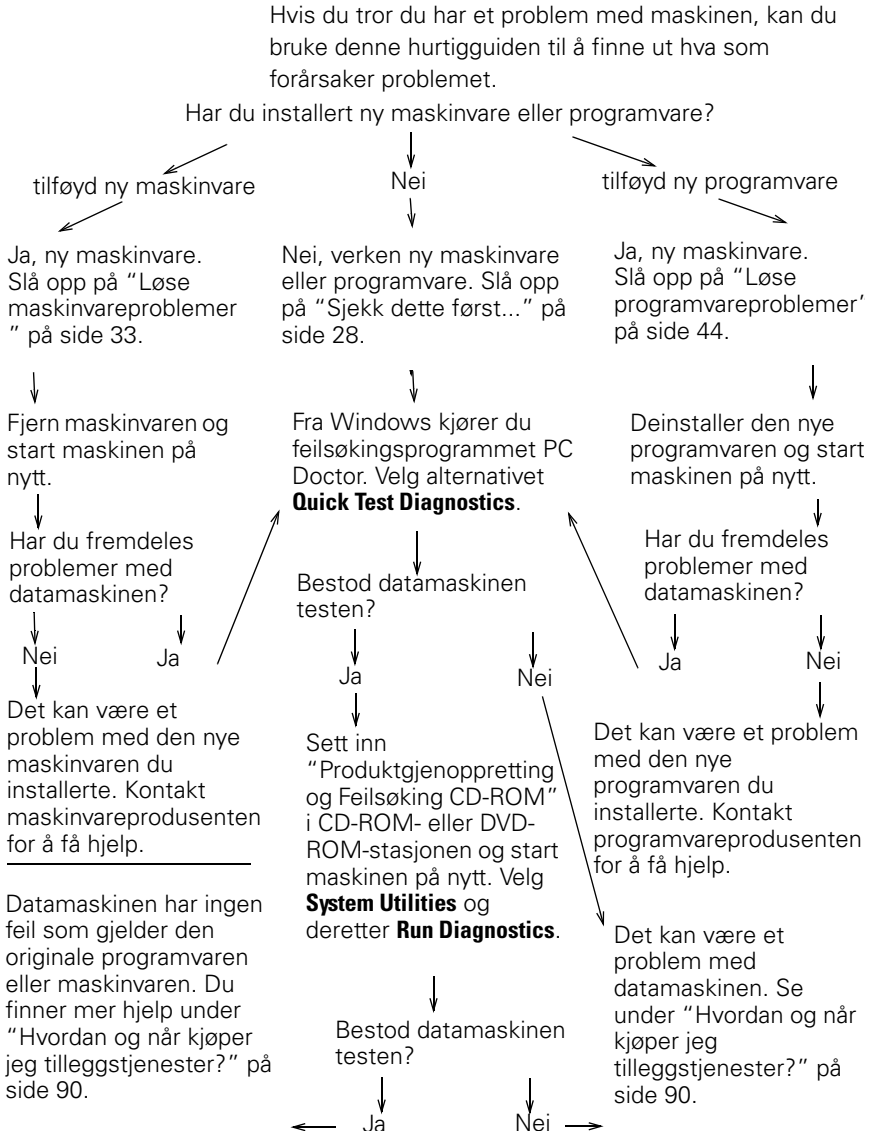 Hvis du tror du har et problem med maskinen, kan du
bruke denne hurtigguiden til å finne ut hva som
forårsaker problemet.
Har du installert ny maskinvare eller programvare?
tilføyd ny maskinvare
Nei
tilføyd ny programvare
Ja, ny maskinvare.
Slå opp på “Løse
maskinvareproblemer
” på side 33.
Nei, verken ny maskinvare
eller programvare. Slå opp
på “Sjekk dette først...” på
side 28.
Ja, ny maskinvare.
Slå opp på “Løse
programvareproblemer’
på side 44.
Fjern maskinvaren og
start maskinen på
nytt.
Fra Windows kjører du
feilsøkingsprogrammet PC
Doctor. Velg alternativet
Quick Test Diagnostics.
Deinstaller den nye
programvaren og start
maskinen på nytt.
Har du fremdeles
problemer med
datamaskinen?
Bestod datamaskinen
testen?
Har du fremdeles
problemer med
datamaskinen?
Nei
Ja
Ja
Nei
Ja
Nei
Det kan være et
problem med den nye
maskinvaren du
installerte. Kontakt
maskinvareprodusenten
for å få hjelp.
Sett inn
“Produktgjenoppretting
og Feilsøking CD-ROM”
i CD-ROM- eller DVD-
ROM-stasjonen og start
maskinen på nytt. Velg
System Utilities og
deretter Run Diagnostics.
Det kan være et problem
med den nye
programvaren du
installerte. Kontakt
programvareprodusenten
for å få hjelp.
Datamaskinen har ingen
feil som gjelder den
originale programvaren
eller maskinvaren. Du
finner mer hjelp under
“Hvordan og når kjøper
jeg tilleggstjenester?” på
side 90.
Bestod datamaskinen
testen?
Det kan være et
problem med
datamaskinen. Se
under “Hvordan og når
kjøper jeg
tilleggstjenester?” på
side 90.
Ja
Nei